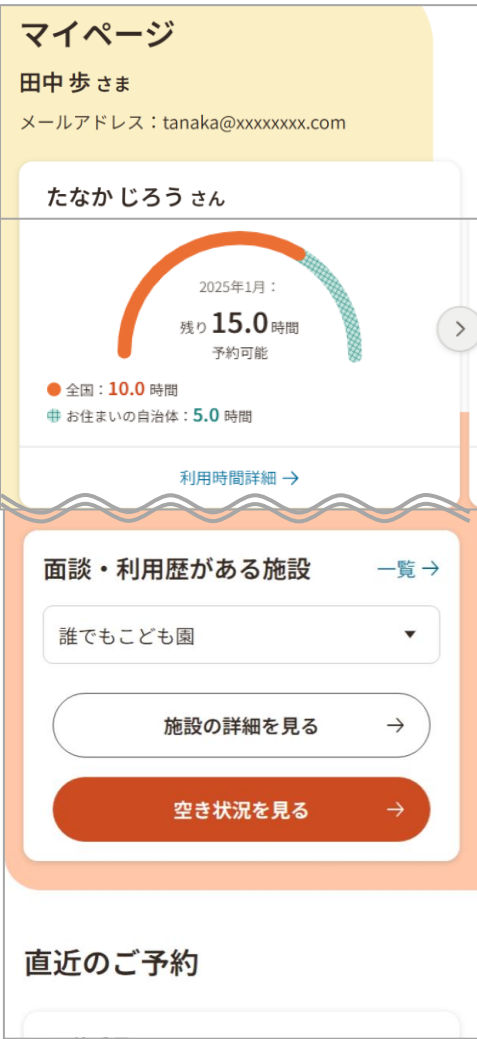 マイページ
田中 歩 さま
メールアドレス：tanaka@xxxxxxxx.com
たなか じろう さん
2025年1月：
残り 15.0 時間
予約可能
全国：10.0 時間
お住まいの自治体：5.0 時間
利用時間詳細 →
面談・利用歴がある施設 一覧 →
誰でもこども園
施設の詳細を見る →
空き状況を見る →
直近のご予約